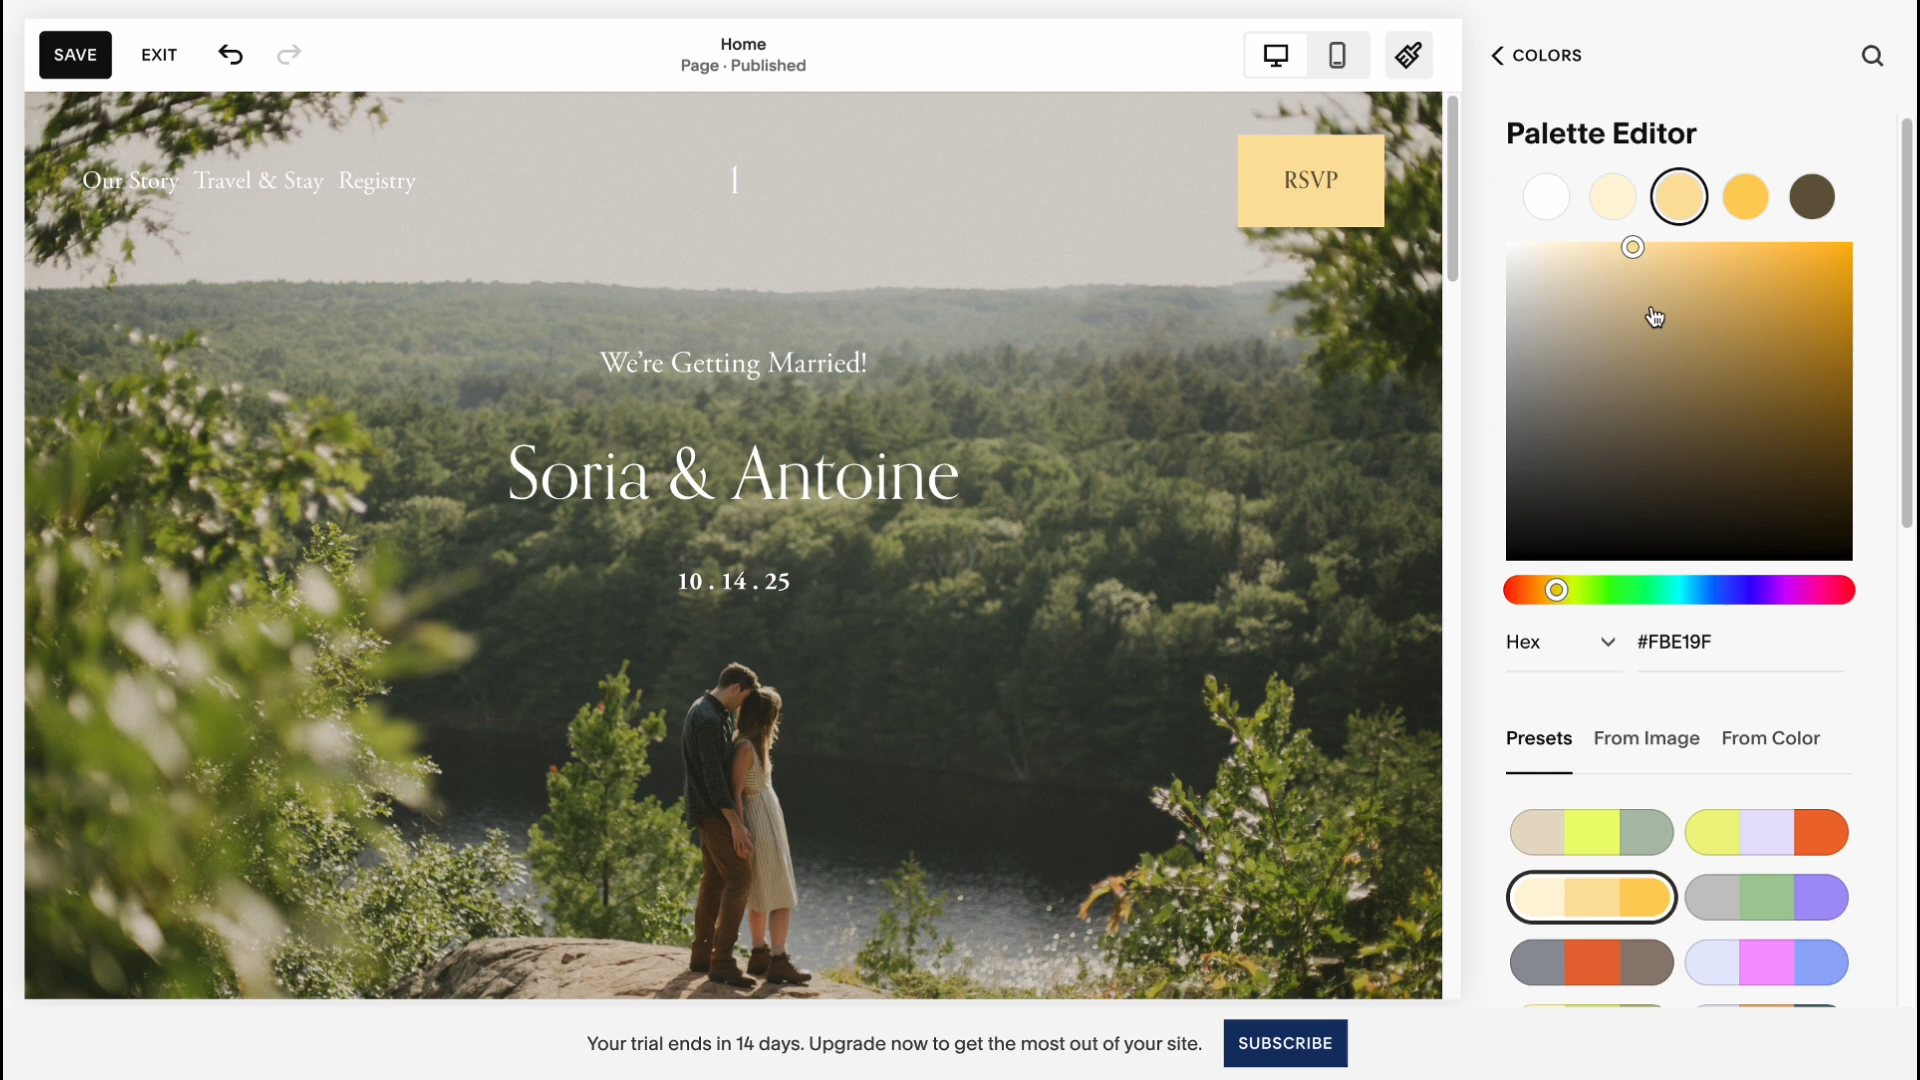 SAVE
EXIT
Home
Page · Published
COLORS
Palette Editor
Our Story Travel & Stay Registry
1
RSVP
We're Getting Married!
Soria & Antoine
10 . 14 . 25
Hex
#FBE19F
Presets
From Image
From Color
Your trial ends in 14 days. Upgrade now to get the most out of your site.
SUBSCRIBE